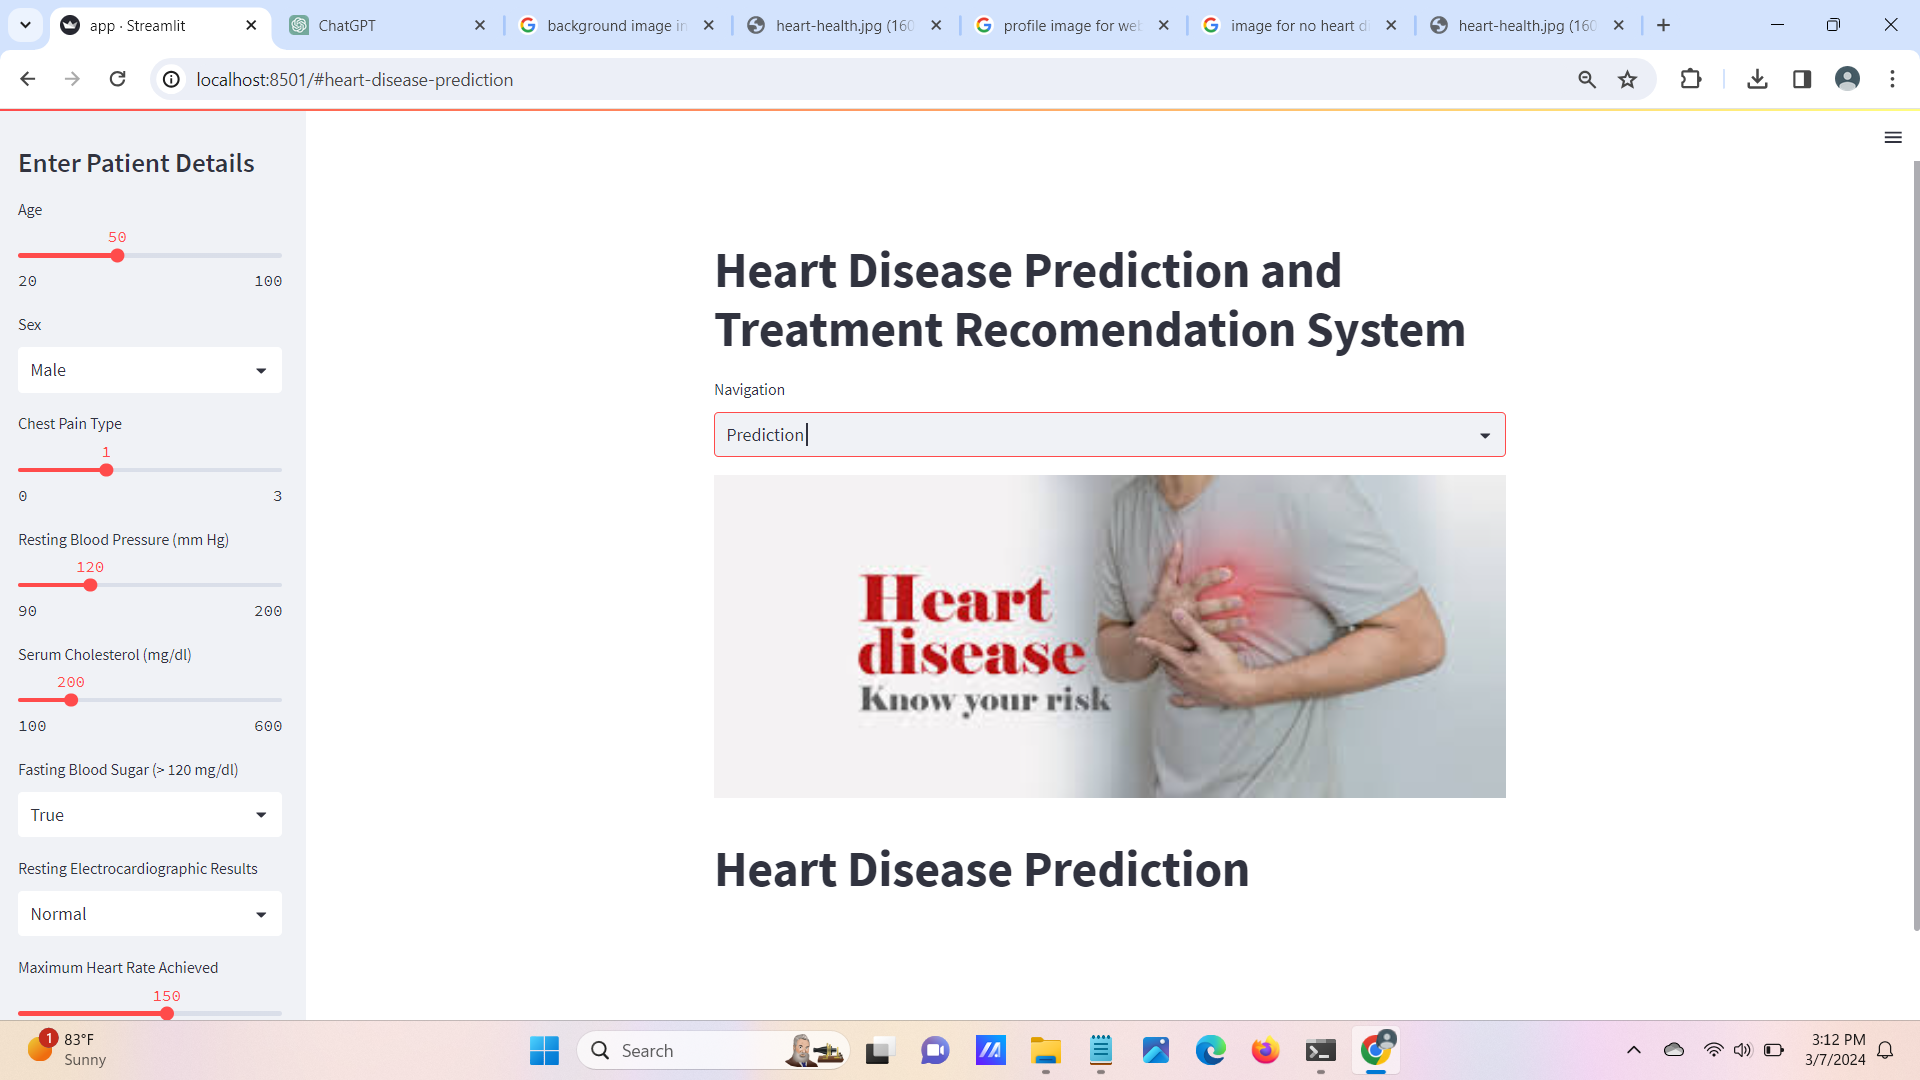 app · Streamlit
ChatGPT
background image in
heart-health.jpg (160
profile image for web
image for no heart di
heart-health.jpg (160
localhost:8501/#heart-disease-prediction
Enter Patient Details
Age
50
20 100
Sex
Male
Chest Pain Type
1
0 3
Resting Blood Pressure (mm Hg)
120
90 200
Serum Cholesterol (mg/dl)
200
100 600
Fasting Blood Sugar (> 120 mg/dl)
True
Resting Electrocardiographic Results
Normal
Maximum Heart Rate Achieved
150
Heart Disease Prediction and
Treatment Recomendation System
Navigation
Prediction
Heart
disease
Know your risk
Heart Disease Prediction
1
83°F
Sunny
Search
3:12 PM
3/7/2024